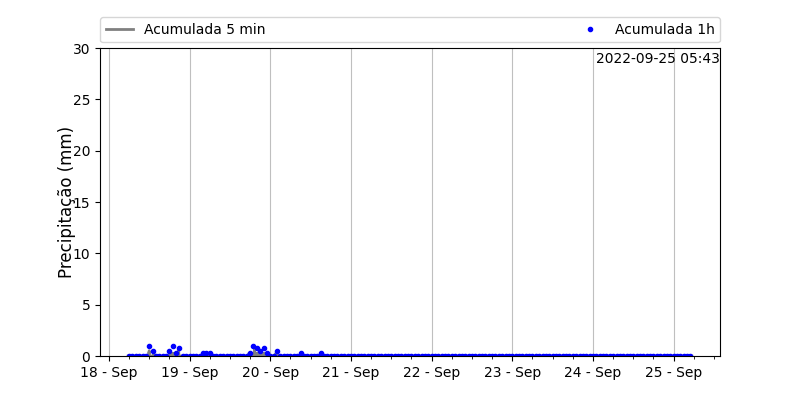 Acumulada 5 min
Acumulada 1h
2022-09-25 05:43
Precipitação (mm)
30
25
20
15
10
5
0
18 - Sep
19 - Sep
20 - Sep
21 - Sep
22 - Sep
23 - Sep
24 - Sep
25 - Sep